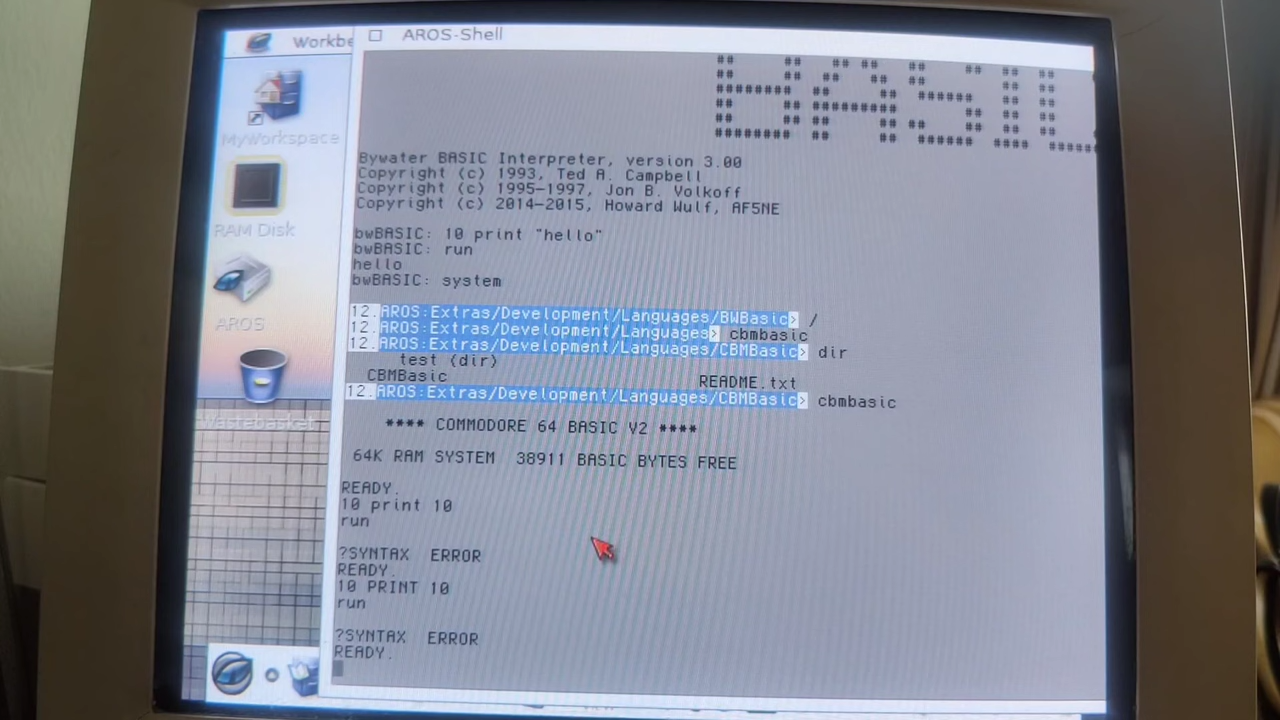 Workbe
AROS-Shell
MyWorkspace
RAM Disk
AROS
Wastebasket
BASIC
Bywater BASIC Interpreter, version 3.00
Copyright (c) 1993, Ted A. Campbell
Copyright (c) 1995-1997, Jon B. Volkoff
Copyright (c) 2014-2015, Howard Wulf, AF5NE
bwBASIC: 10 print "hello"
bwBASIC: run
hello
bwBASIC: system
12.AROS:Extras/Development/Languages/BWBasic> /
12.AROS:Extras/Development/Languages> cbmbasic
12.AROS:Extras/Development/Languages/CBMBasic> dir
test (dir)
CBMBasic README.txt
12.AROS:Extras/Development/Languages/CBMBasic> cbmbasic
**** COMMODORE 64 BASIC V2 ****
64K RAM SYSTEM 38911 BASIC BYTES FREE
READY.
10 print 10
run
?SYNTAX ERROR
READY.
10 PRINT 10
run
?SYNTAX ERROR
READY.